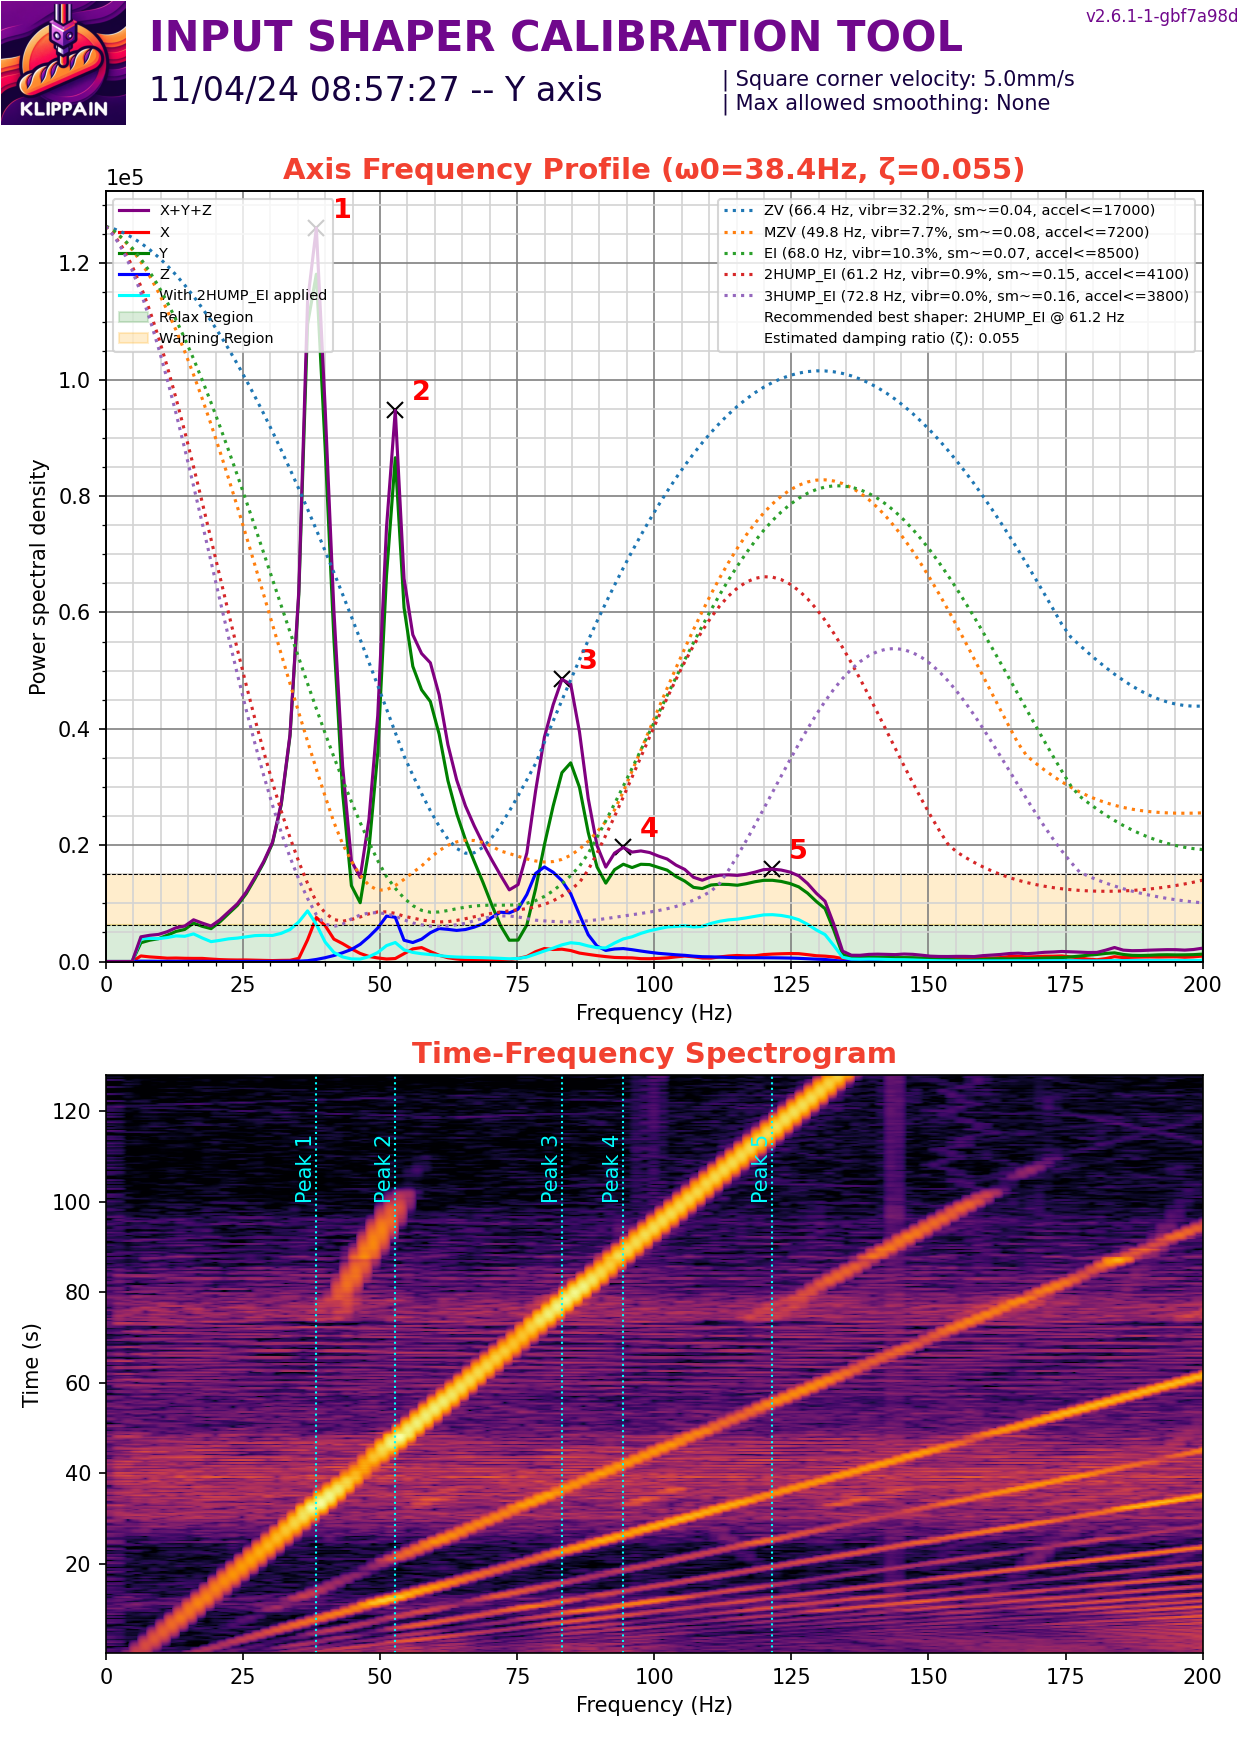 v2.6.1-1-gbf7a98d
INPUT SHAPER CALIBRATION TOOL
11/04/24 08:57:27 -- Y axis
| Square corner velocity: 5.0mm/s
| Max allowed smoothing: None
KLIPPAIN
Axis Frequency Profile (ω0=38.4Hz, ζ=0.055)
1e5
X+Y+Z
X
Y
Z
With 2HUMP_EI applied
Relax Region
Warning Region
ZV (66.4 Hz, vibr=32.2%, sm~=0.04, accel<=17000)
MZV (49.8 Hz, vibr=7.7%, sm~=0.08, accel<=7200)
EI (68.0 Hz, vibr=10.3%, sm~=0.07, accel<=8500)
2HUMP_EI (61.2 Hz, vibr=0.9%, sm~=0.15, accel<=4100)
3HUMP_EI (72.8 Hz, vibr=0.0%, sm~=0.16, accel<=3800)
Recommended best shaper: 2HUMP_EI @ 61.2 Hz
Estimated damping ratio (ζ): 0.055
1
2
3
4
5
Power spectral density
1.2
1.0
0.8
0.6
0.4
0.2
0.0
0 25 50 75 100 125 150 175 200
Frequency (Hz)
Time-Frequency Spectrogram
Peak 1
Peak 2
Peak 3
Peak 4
Peak 5
Time (s)
120
100
80
60
40
20
0 25 50 75 100 125 150 175 200
Frequency (Hz)